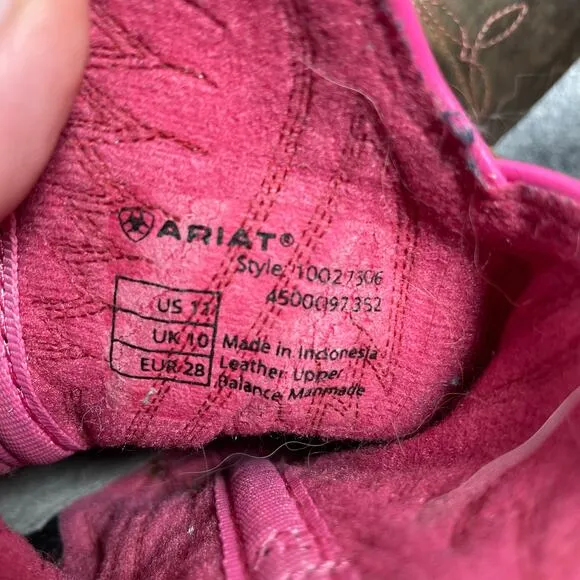 ARIAT®
Style: 10027306
4500097352
US 11
UK 10
EUR 28
Made in Indonesia
Leather Upper
Balance Manmade